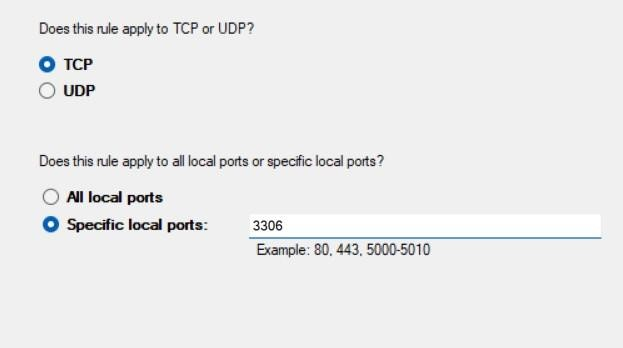 Does this rule apply to TCP or UDP?
TCP
UDP
Does this rule apply to all local ports or specific local ports?
All local ports
Specific local ports: 3306
Example: 80, 443, 5000-5010